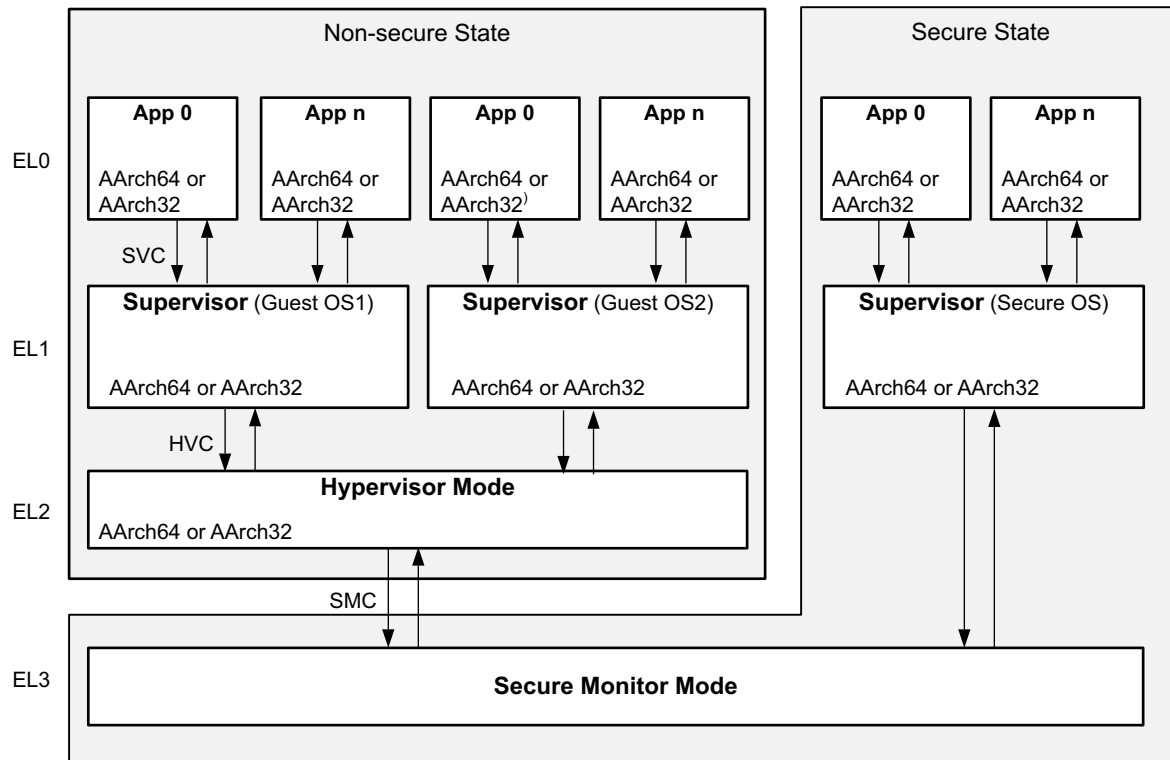 Non-secure State
Secure State
App 0
App n
App 0
App n
App 0
App n
EL0
AArch64 or
AArch32
AArch64 or
AArch32
AArch64 or
AArch32)
AArch64 or
AArch32
AArch64 or
AArch32
AArch64 or
AArch32
SVC
Supervisor (Guest OS1)
Supervisor (Guest OS2)
Supervisor (Secure OS)
EL1
AArch64 or AArch32
AArch64 or AArch32
AArch64 or AArch32
HVC
Hypervisor Mode
EL2
AArch64 or AArch32
SMC
EL3
Secure Monitor Mode